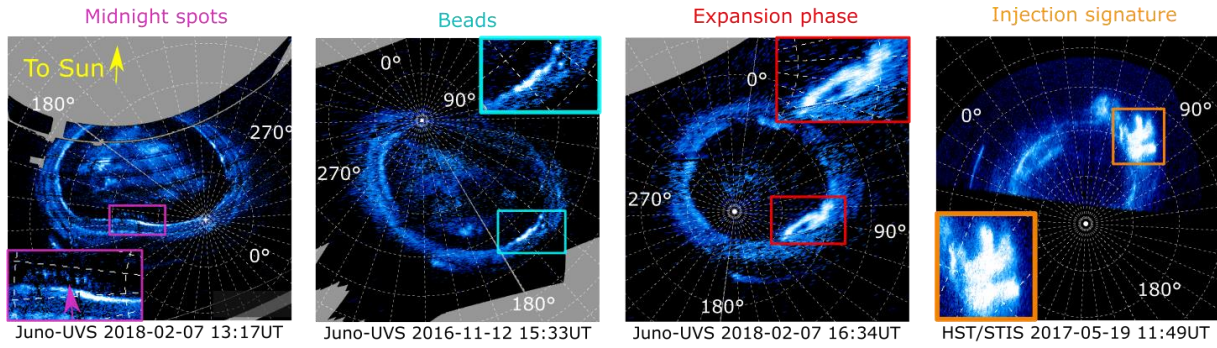 Midnight spots
To Sun
180°
270°
0°
Juno-UVS 2018-02-07 13:17UT
Beads
0°
90°
270°
180°
Juno-UVS 2016-11-12 15:33UT
Expansion phase
0°
270°
90°
180°
Juno-UVS 2018-02-07 16:34UT
Injection signature
0°
90°
270°
180°
HST/STIS 2017-05-19 11:49UT